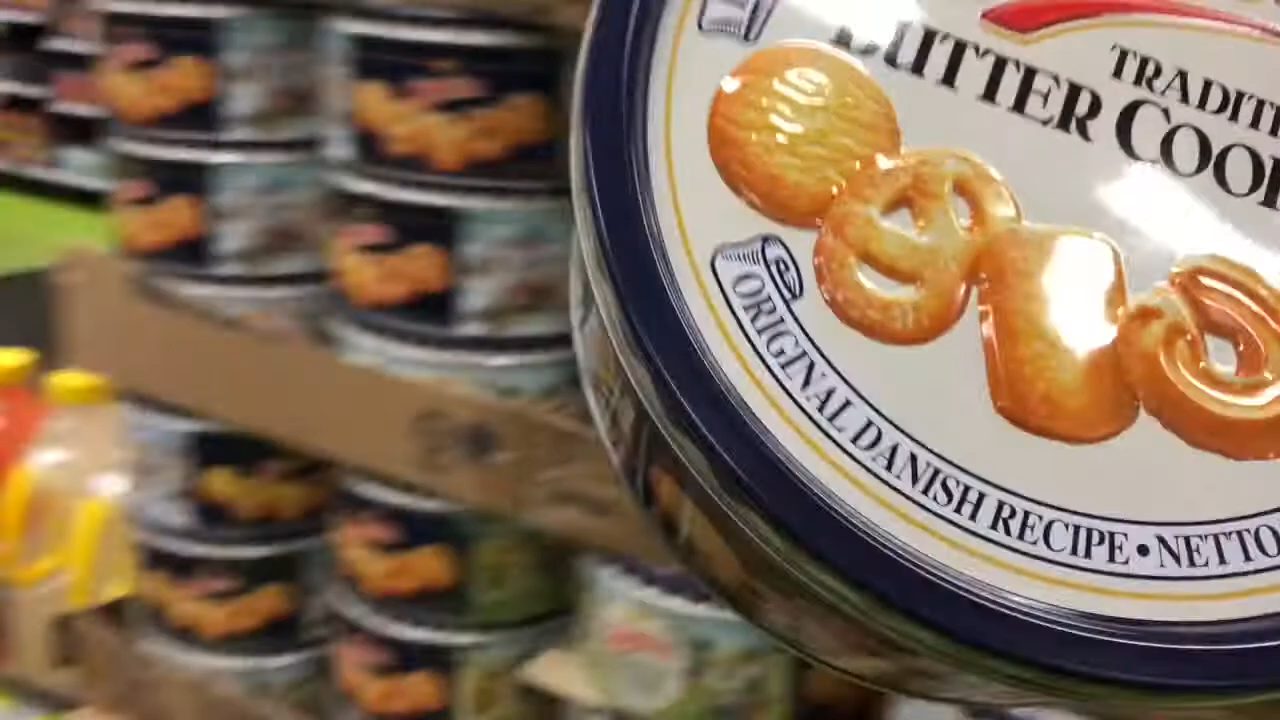 TRADIT
BUTTER COO
ORIGINAL DANISH RECIPE • NETTO